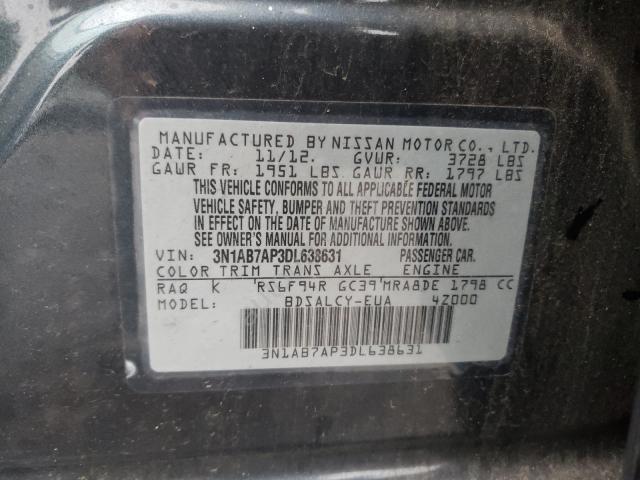 MANUFACTURED BY NISSAN MOTOR CO., LTD.
DATE: 11/12. GVWR: 3728 LBS
GAWR FR: 1951 LBS. GAWR RR: 1797 LBS
THIS VEHICLE CONFORMS TO ALL APPLICABLE FEDERAL MOTOR
VEHICLE SAFETY, BUMPER AND THEFT PREVENTION STANDARDS
IN EFFECT ON THE DATE OF MANUFACTURE SHOWN ABOVE.
SEE OWNER'S MANUAL FOR ADDITIONAL INFORMATION.
VIN: 3N1AB7AP3DL638631 PASSENGER CAR.
COLOR TRIM TRANS AXLE ENGINE
RAQ K 'RS6F94R GC39'MRA8DE 1798 CC
MODEL: BDSALCY-EUA 4Z000
3N1AB7AP3DL638631